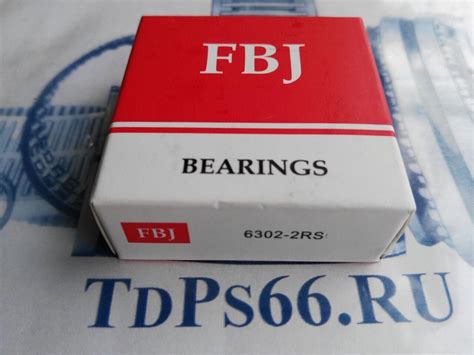 FBJ
BEARINGS
FBJ
6302-2RS
TDPS66.RU